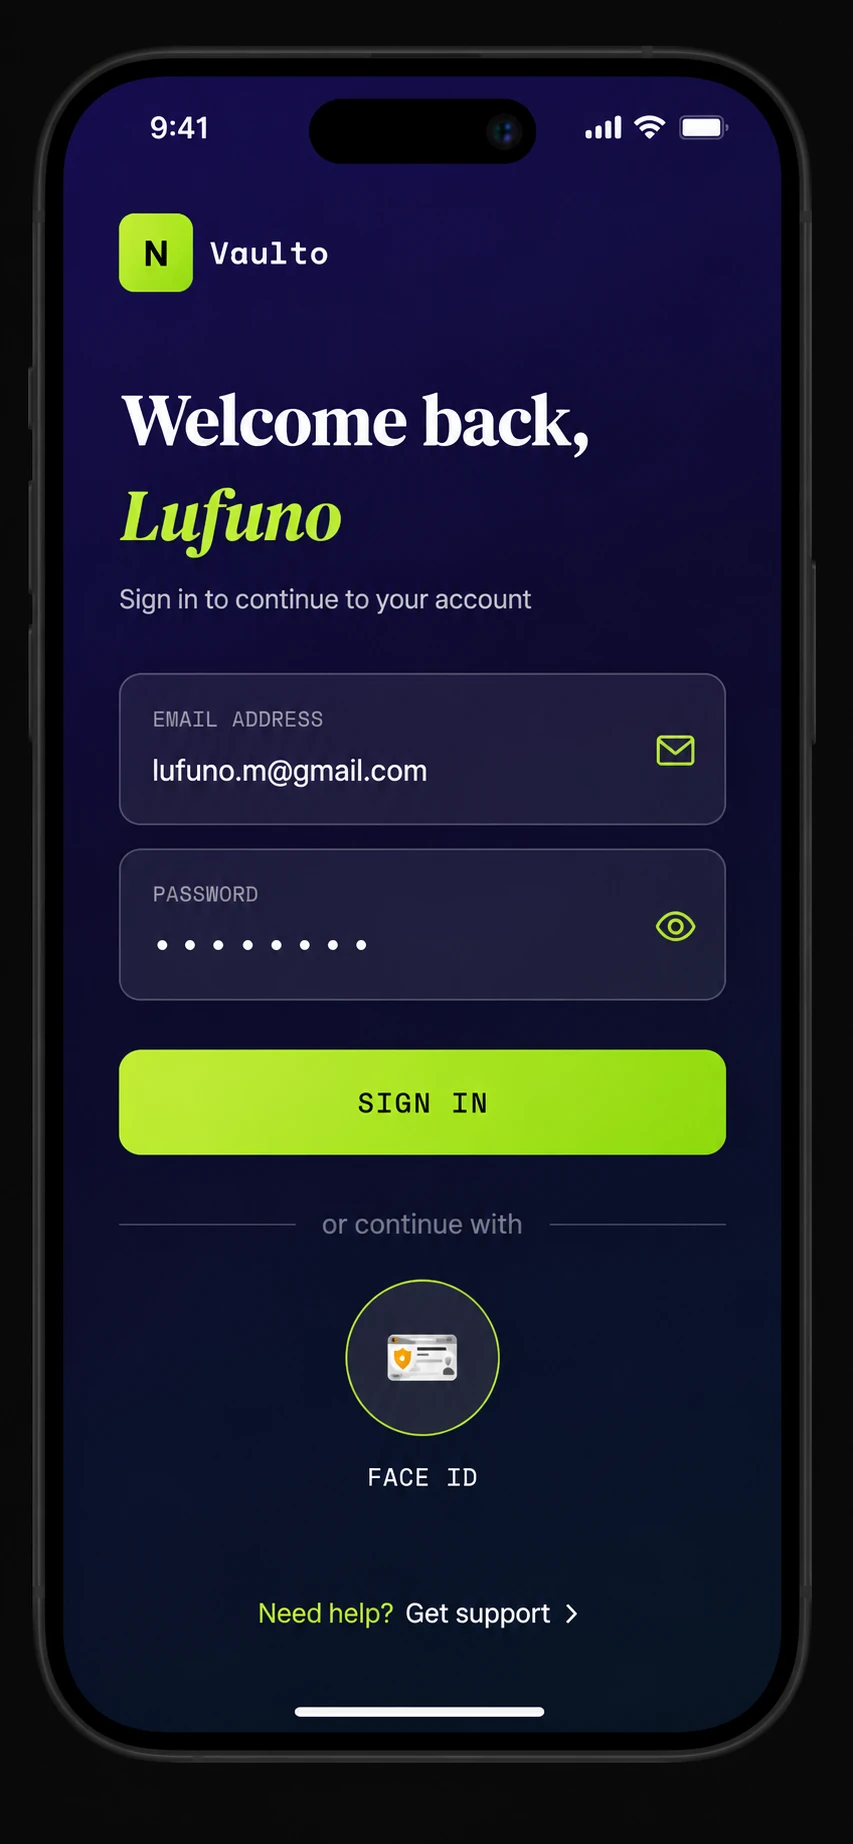 9:41
N Vaulto
Welcome back,
Lufuno
Sign in to continue to your account
EMAIL ADDRESS
lufuno.m@gmail.com
PASSWORD
••••••••
SIGN IN
or continue with
FACE ID
Need help? Get support